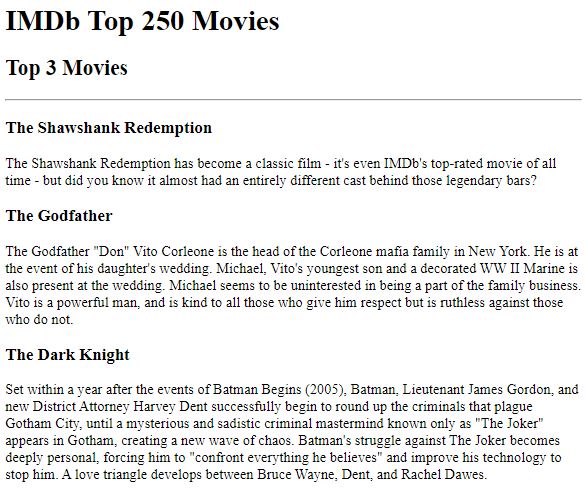 IMDb Top 250 Movies
Top 3 Movies
The Shawshank Redemption
The Shawshank Redemption has become a classic film - it's even IMDb's top-rated movie of all
time - but did you know it almost had an entirely different cast behind those legendary bars?
The Godfather
The Godfather "Don" Vito Corleone is the head of the Corleone mafia family in New York. He is at
the event of his daughter's wedding. Michael, Vito's youngest son and a decorated WW II Marine is
also present at the wedding. Michael seems to be uninterested in being a part of the family business.
Vito is a powerful man, and is kind to all those who give him respect but is ruthless against those
who do not.
The Dark Knight
Set within a year after the events of Batman Begins (2005), Batman, Lieutenant James Gordon, and
new District Attorney Harvey Dent successfully begin to round up the criminals that plague
Gotham City, until a mysterious and sadistic criminal mastermind known only as "The Joker"
appears in Gotham, creating a new wave of chaos. Batman's struggle against The Joker becomes
deeply personal, forcing him to "confront everything he believes" and improve his technology to
stop him. A love triangle develops between Bruce Wayne, Dent, and Rachel Dawes.